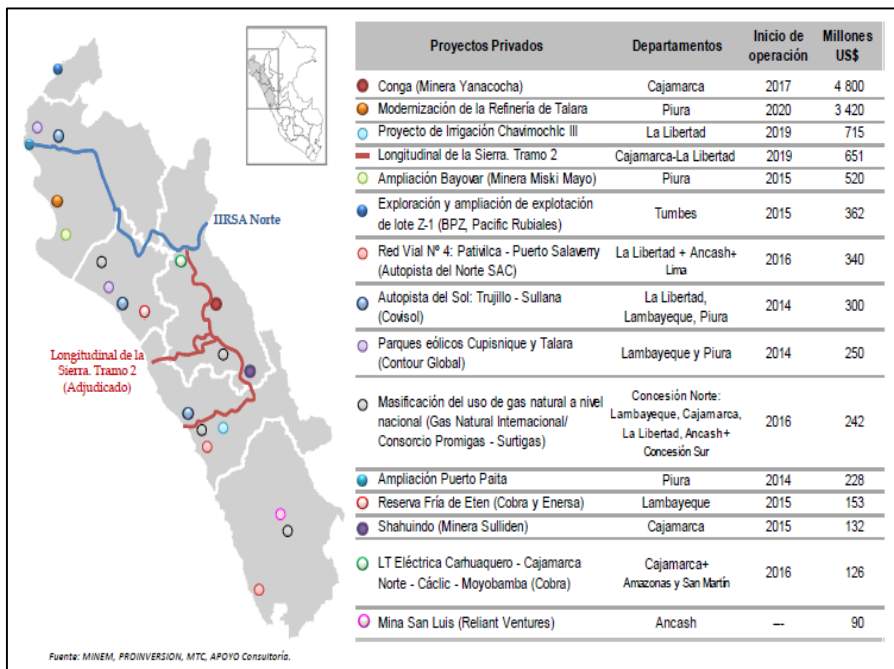 IIRSA Norte
Longitudinal de la
Sierra. Tramo 2
(Adjudicado)
Proyectos Privados Departamentos Inicio de operación Millones US$
Conga (Minera Yanacocha) Cajamarca 2017 4 800
Modernización de la Refinería de Talara Piura 2020 3 420
Proyecto de Irrigación Chavimochic III La Libertad 2019 715
Longitudinal de la Sierra. Tramo 2 Cajamarca-La Libertad 2019 651
Ampliación Bayovar (Minera Miski Mayo) Piura 2015 520
Exploración y ampliación de explotación
de lote Z-1 (BPZ, Pacific Rubiales) Tumbes 2015 362
Red Vial Nº 4: Pativilca - Puerto Salaverry
(Autopista del Norte SAC) La Libertad + Ancash+
Lima 2016 340
Autopista del Sol: Trujillo - Sullana
(Covisol) La Libertad,
Lambayeque, Piura 2014 300
Parques eólicos Cupisnique y Talara
(Contour Global) Lambayeque y Piura 2014 250
Masificación del uso de gas natural a nivel
nacional (Gas Natural Internacional/
Consorcio Promigas - Surtigas) Concesión Norte:
Lambayeque, Cajamarca,
La Libertad, Ancash+
Concesión Sur 2016 242
Ampliación Puerto Paita Piura 2014 228
Reserva Fría de Eten (Cobra y Enersa) Lambayeque 2015 153
Shahuindo (Minera Sulliden) Cajamarca 2015 132
LT Eléctrica Carhuaquero - Cajamarca
Norte - Cáclic - Moyobamba (Cobra) Cajamarca+
Amazonas y San Martín 2016 126
Mina San Luis (Reliant Ventures) Ancash --- 90
Fuente: MINEM, PROINVERSION, MTC, APOYO Consultoría.